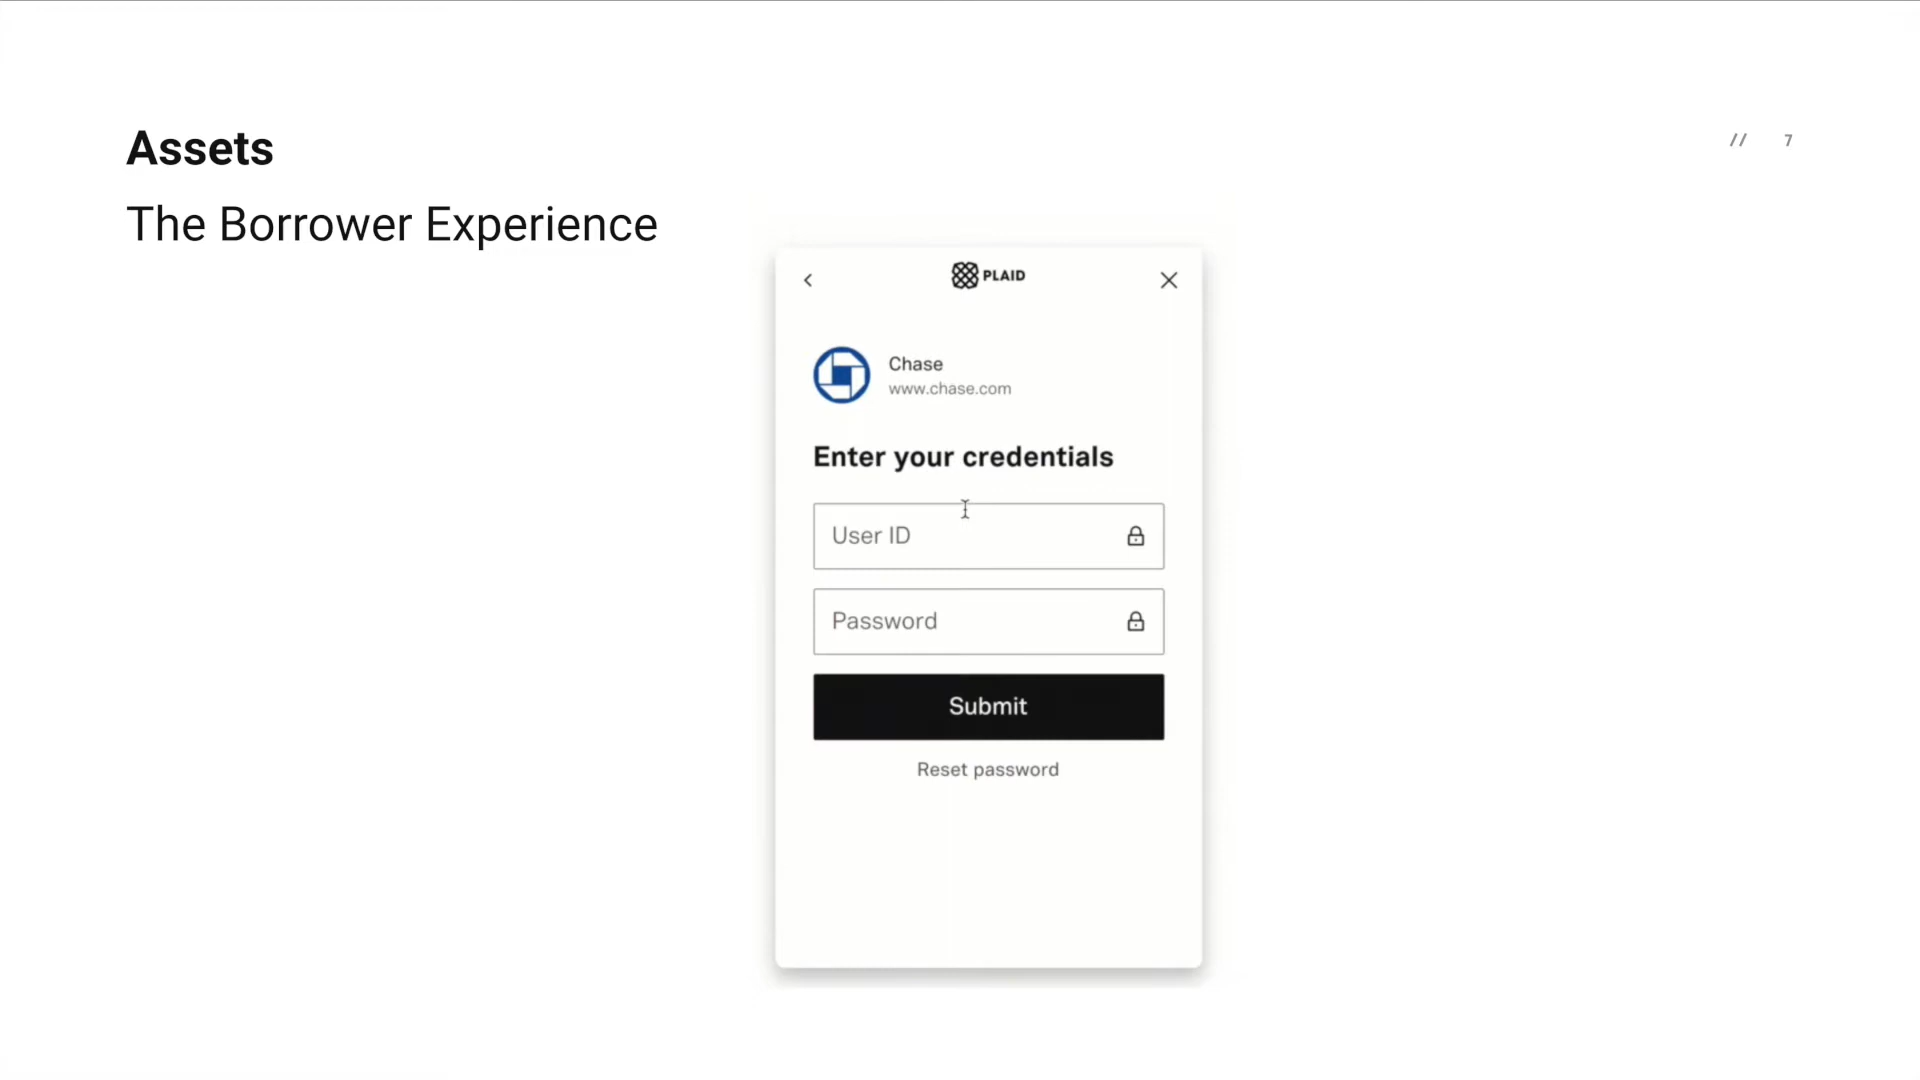 Assets
// 7
The Borrower Experience
PLAID
Chase
www.chase.com
Enter your credentials
User ID
Password
Submit
Reset password